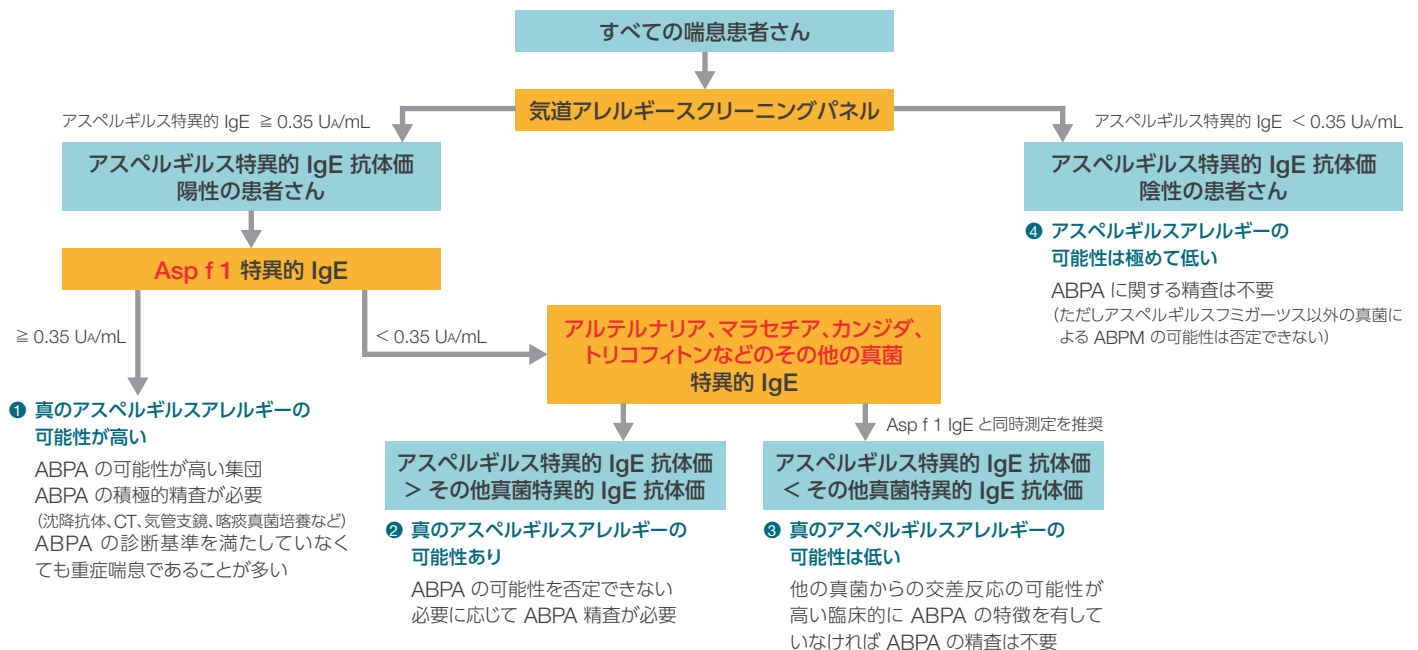 すべての喘息患者さん
気道アレルギースクリーニングパネル
アスペルギルス特異的 IgE ≧ 0.35 UA/mL
アスペルギルス特異的 IgE < 0.35 UA/mL
アスペルギルス特異的 IgE 抗体価
陽性の患者さん
アスペルギルス特異的 IgE 抗体価
陰性の患者さん
❹ アスペルギルスアレルギーの
可能性は極めて低い
ABPA に関する精査は不要
(ただしアスペルギルスフミガーツス以外の真菌に
よる ABPM の可能性は否定できない)
Asp f 1 特異的 IgE
≧ 0.35 UA/mL
< 0.35 UA/mL
アルテルナリア、マラセチア、カンジダ、
トリコフィトンなどのその他の真菌
特異的 IgE
❶ 真のアスペルギルスアレルギーの
可能性が高い
ABPA の可能性が高い集団
ABPA の積極的精査が必要
(沈降抗体、CT、気管支鏡、喀痰真菌培養など)
ABPA の診断基準を満たしていなく
ても重症喘息であることが多い
Asp f 1 IgE と同時測定を推奨
アスペルギルス特異的 IgE 抗体価
> その他真菌特異的 IgE 抗体価
❷ 真のアスペルギルスアレルギーの
可能性あり
ABPA の可能性を否定できない
必要に応じて ABPA 精査が必要
アスペルギルス特異的 IgE 抗体価
< その他真菌特異的 IgE 抗体価
❸ 真のアスペルギルスアレルギーの
可能性は低い
他の真菌からの交差反応の可能性が
高い臨床的に ABPA の特徴を有して
いなければ ABPA の精査は不要